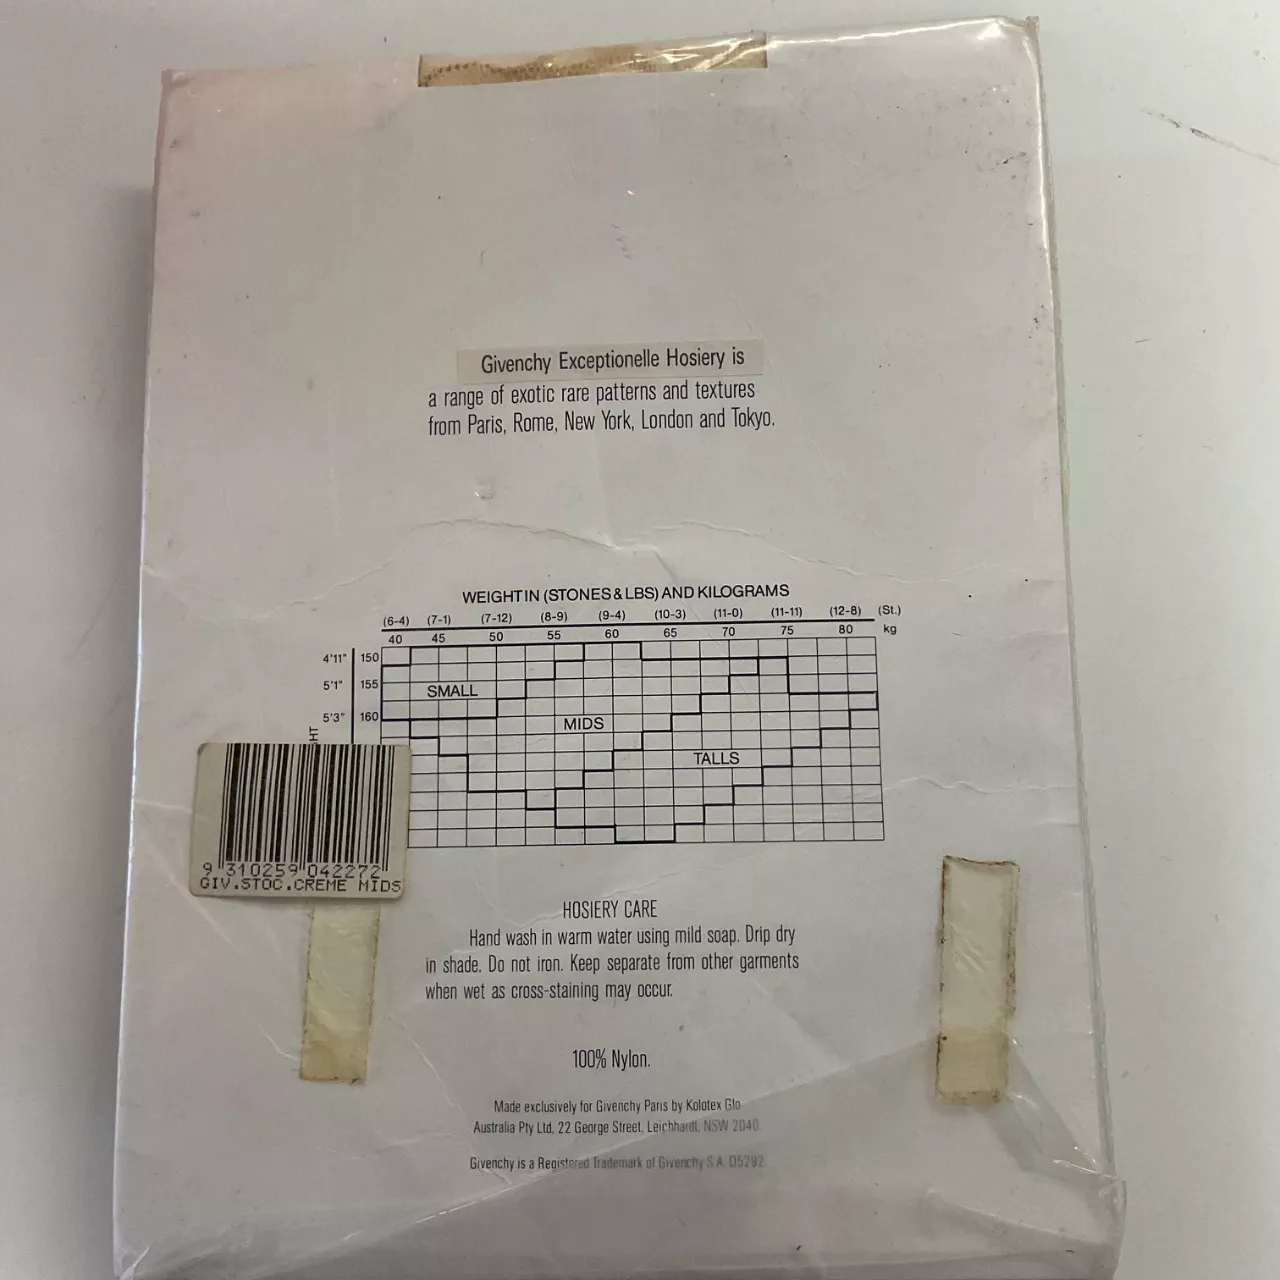 Givenchy Exceptionelle Hosiery is
a range of exotic rare patterns and textures
from Paris, Rome, New York, London and Tokyo.
WEIGHT IN (STONES & LBS) AND KILOGRAMS
(6-4) (7-1) (7-12) (8-9) (9-4) (10-3) (11-0) (11-11) (12-8) (St.)
40 45 50 55 60 65 70 75 80 kg
4'11" 150
5'1" 155
SMALL
5'3" 160
MIDS
HT
TALLS
9 310259 042272
GIV.STOC.CREME MIDS
HOSIERY CARE
Hand wash in warm water using mild soap. Drip dry
in shade. Do not iron. Keep separate from other garments
when wet as cross-staining may occur.
100% Nylon.
Made exclusively for Givenchy Paris by Kolotex Glo
Australia Pty Ltd, 22 George Street, Leichhardt, NSW 2040
Givenchy is a Registered Trademark of Givenchy S.A. D5292